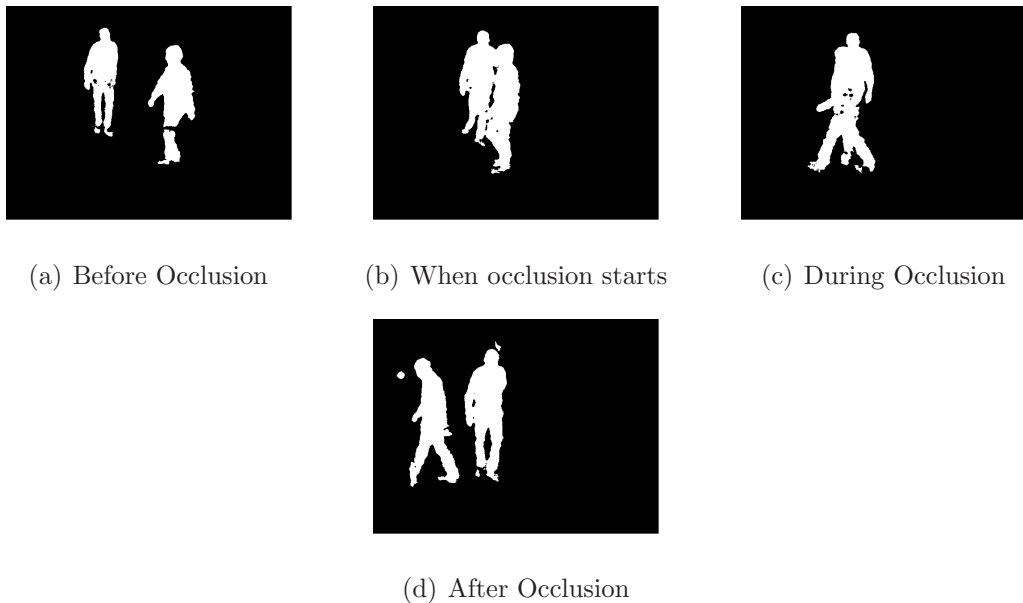 (a) Before Occlusion
(b) When occlusion starts
(c) During Occlusion
(d) After Occlusion